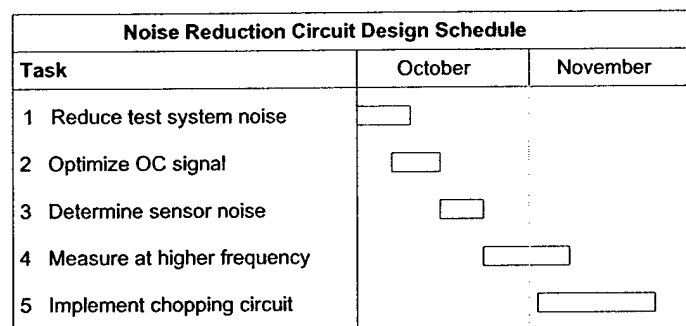 Noise Reduction Circuit Design Schedule
Task October November
1 Reduce test system noise
2 Optimize OC signal
3 Determine sensor noise
4 Measure at higher frequency
5 Implement chopping circuit